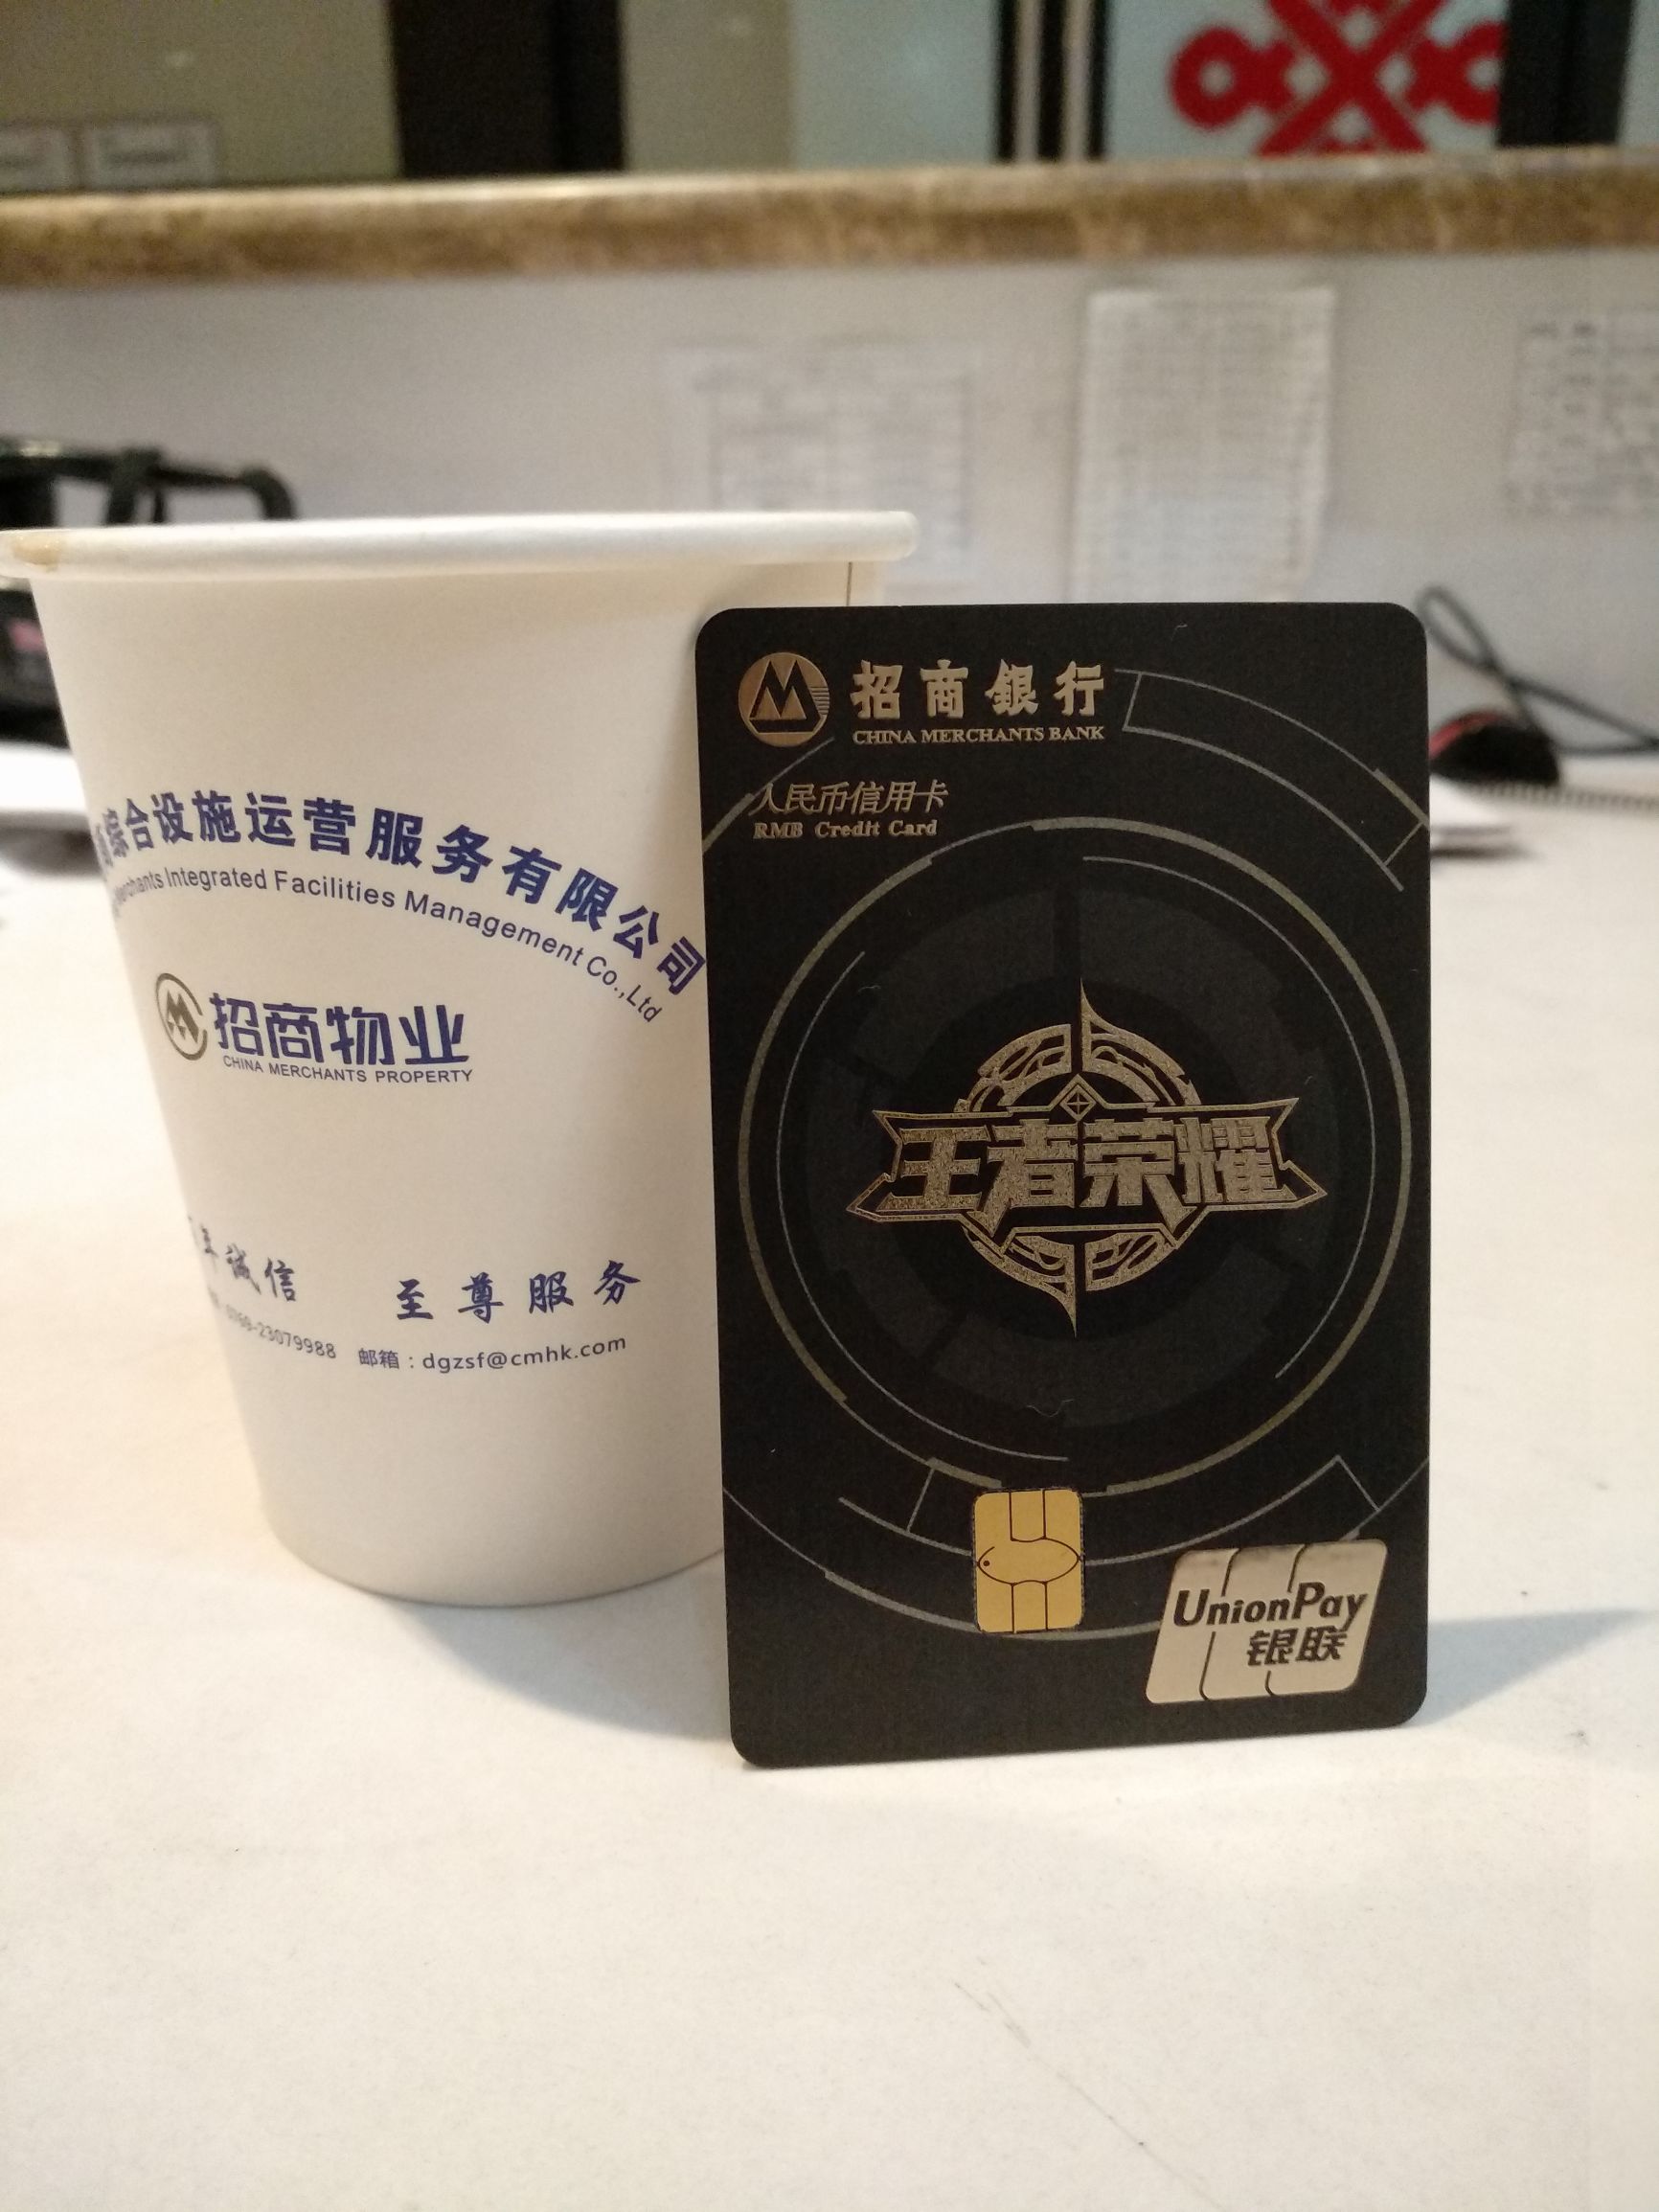 综合设施运营服务有限公司
Merchants Integrated Facilities Management Co.,Ltd
招商物业
CHINA MERCHANTS PROPERTY
年诚信 至尊服务
0769-23079988 邮箱：dgzsf@cmhk.com
招商銀行
CHINA MERCHANTS BANK
人民币信用卡
RMB Credit Card
王者荣耀
UnionPay
银联